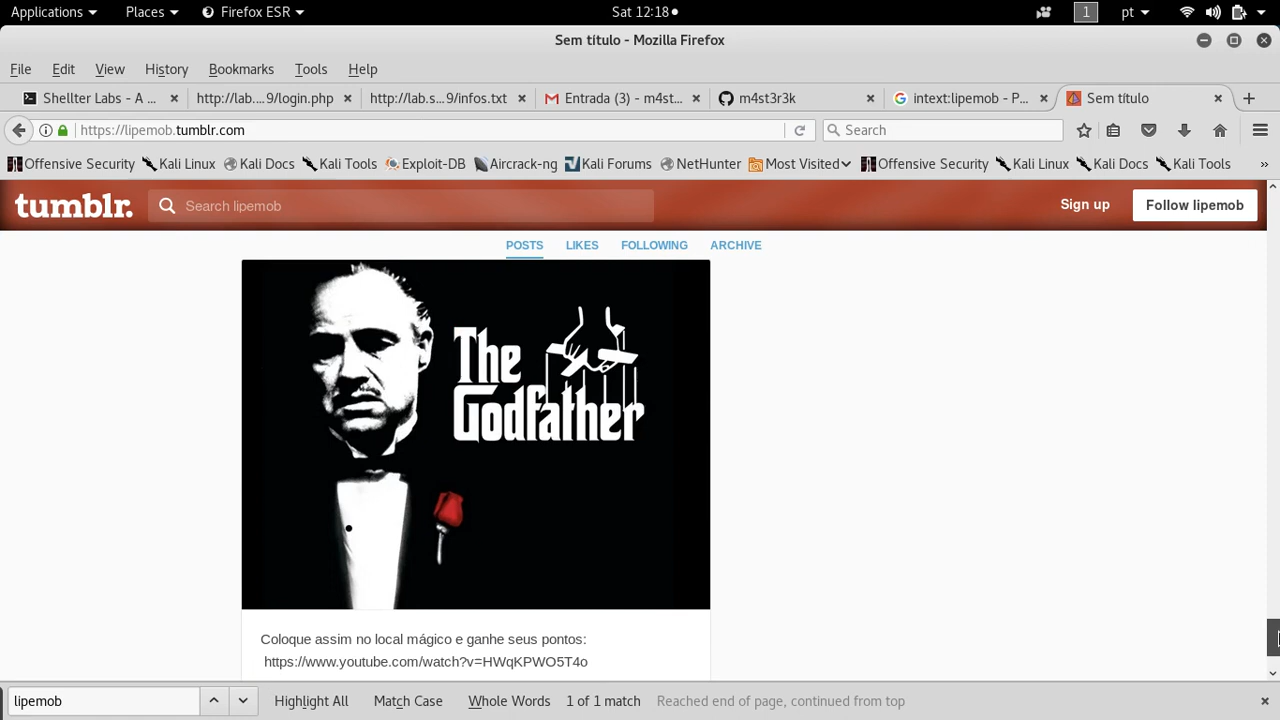 Applications Places Firefox ESR Sat 12:18 1 pt
Sem título - Mozilla Firefox
File Edit View History Bookmarks Tools Help
Shellter Labs - A ... http://lab....9/login.php http://lab.s...9/infos.txt Entrada (3) - m4st... m4st3r3k intext:lipemob - P... Sem título
https://lipemob.tumblr.com Search
Offensive Security Kali Linux Kali Docs Kali Tools Exploit-DB Aircrack-ng Kali Forums NetHunter Most Visited Offensive Security Kali Linux Kali Docs Kali Tools »
tumblr. Search lipemob Sign up Follow lipemob
POSTS LIKES FOLLOWING ARCHIVE
The
Godfather
Coloque assim no local mágico e ganhe seus pontos:
https://www.youtube.com/watch?v=HWqKPWO5T4o
lipemob Highlight All Match Case Whole Words 1 of 1 match Reached end of page, continued from top